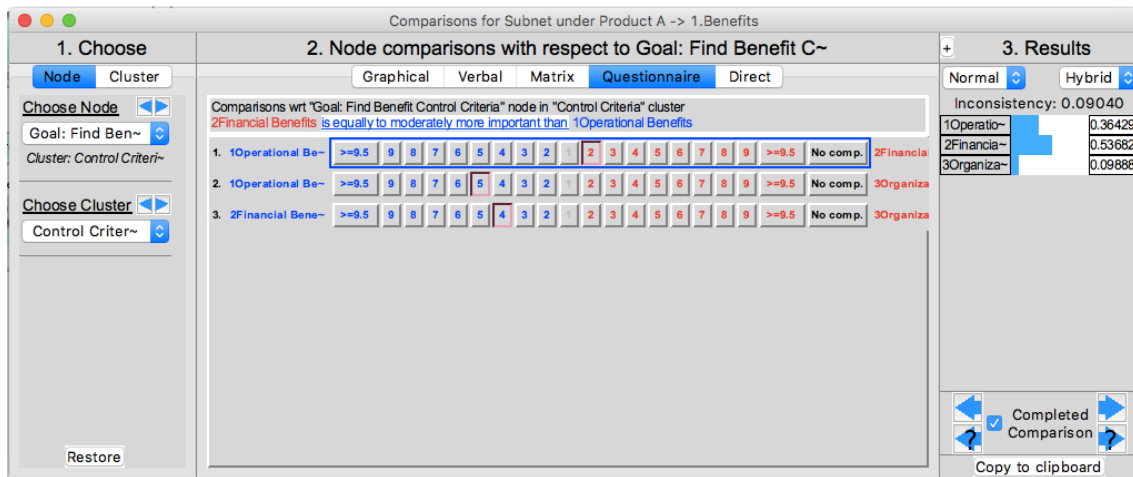 Comparisons for Subnet under Product A -> 1.Benefits
1. Choose
2. Node comparisons with respect to Goal: Find Benefit C~
+ 3. Results
Node Cluster
Graphical Verbal Matrix Questionnaire Direct
Normal Hybrid
Choose Node
Goal: Find Ben~
Cluster: Control Criteri~
Choose Cluster
Control Criter~
Restore
Comparisons wrt "Goal: Find Benefit Control Criteria" node in "Control Criteria" cluster
2Financial Benefits is equally to moderately more important than 1Operational Benefits
1. 1Operational Be~ >=9.5 9 8 7 6 5 4 3 2 1 2 3 4 5 6 7 8 9 >=9.5 No comp. 2Financial
2. 1Operational Be~ >=9.5 9 8 7 6 5 4 3 2 1 2 3 4 5 6 7 8 9 >=9.5 No comp. 3Organiza
3. 2Financial Bene~ >=9.5 9 8 7 6 5 4 3 2 1 2 3 4 5 6 7 8 9 >=9.5 No comp. 3Organiza
Inconsistency: 0.09040
1Operatio~ 0.36429
2Financia~ 0.53682
3Organiza~ 0.09888
Completed
Comparison
? ?
Copy to clipboard